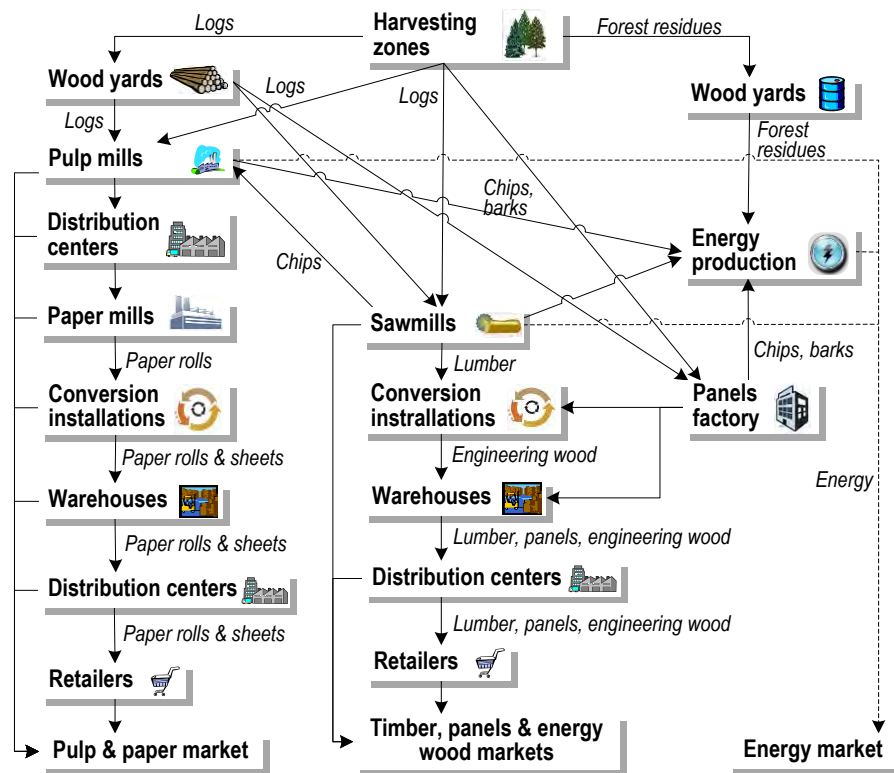 Logs
Harvesting
zones
Forest residues
Wood yards
Logs
Logs
Wood yards
Logs
Forest
residues
Pulp mills
Chips,
barks
Distribution
centers
Chips
Energy
production
Paper mills
Sawmills
Paper rolls
Lumber
Chips, barks
Conversion
installations
Conversion
instrallations
Panels
factory
Paper rolls & sheets
Engineering wood
Energy
Warehouses
Warehouses
Paper rolls & sheets
Lumber, panels, engineering wood
Distribution centers
Distribution centers
Paper rolls & sheets
Lumber, panels, engineering wood
Retailers
Retailers
Pulp & paper market
Timber, panels & energy
wood markets
Energy market